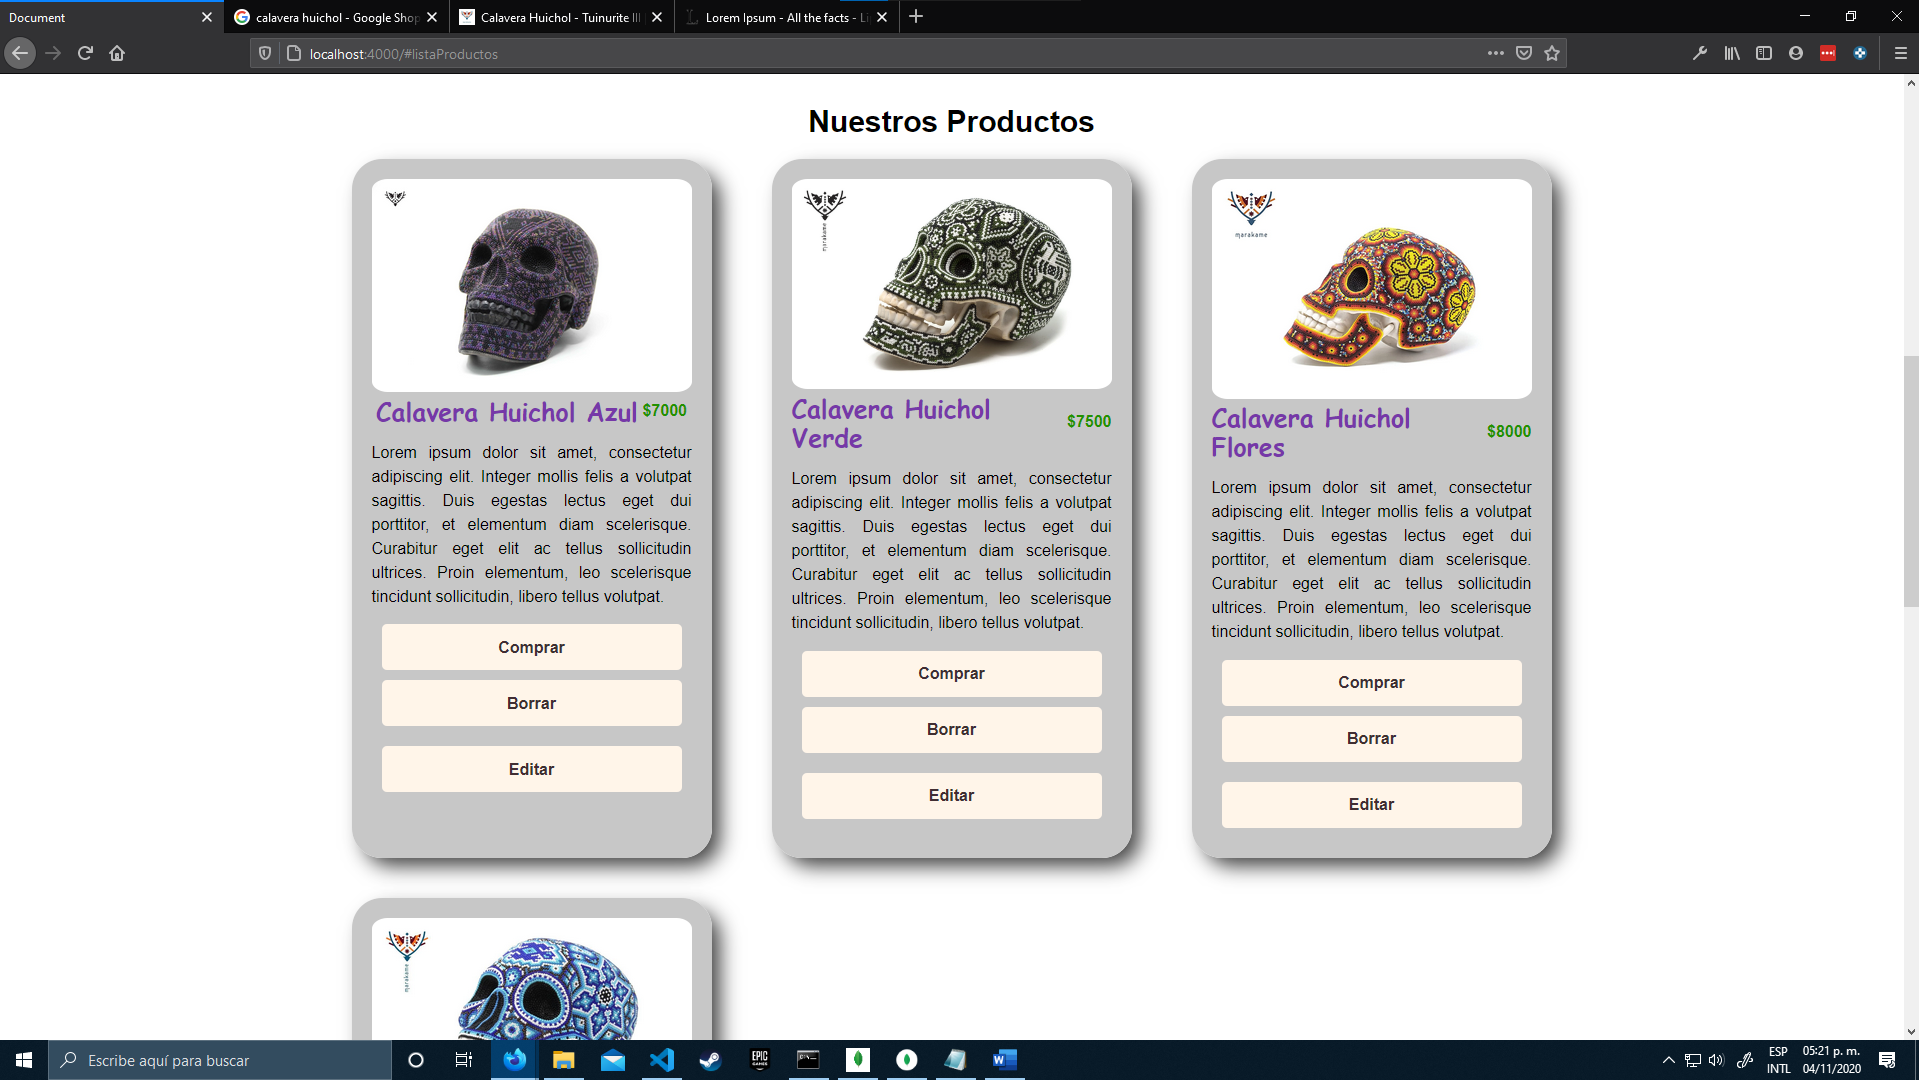 Document
calavera huichol - Google Shop
Calavera Huichol - Tuinurite III
Lorem Ipsum - All the facts - Li
localhost:4000/#listaProductos
Nuestros Productos
Calavera Huichol Azul $7000
Lorem ipsum dolor sit amet, consectetur
adipiscing elit. Integer mollis felis a volutpat
sagittis. Duis egestas lectus eget dui
porttitor, et elementum diam scelerisque.
Curabitur eget elit ac tellus sollicitudin
ultrices. Proin elementum, leo scelerisque
tincidunt sollicitudin, libero tellus volutpat.
Comprar
Borrar
Editar
marakame
Calavera Huichol
Verde
$7500
Lorem ipsum dolor sit amet, consectetur
adipiscing elit. Integer mollis felis a volutpat
sagittis. Duis egestas lectus eget dui
porttitor, et elementum diam scelerisque.
Curabitur eget elit ac tellus sollicitudin
ultrices. Proin elementum, leo scelerisque
tincidunt sollicitudin, libero tellus volutpat.
Comprar
Borrar
Editar
marakame
Calavera Huichol
Flores
$8000
Lorem ipsum dolor sit amet, consectetur
adipiscing elit. Integer mollis felis a volutpat
sagittis. Duis egestas lectus eget dui
porttitor, et elementum diam scelerisque.
Curabitur eget elit ac tellus sollicitudin
ultrices. Proin elementum, leo scelerisque
tincidunt sollicitudin, libero tellus volutpat.
Comprar
Borrar
Editar
marakame
Escribe aquí para buscar
EPIC
GAMES
ESP
INTL
05:21 p. m.
04/11/2020